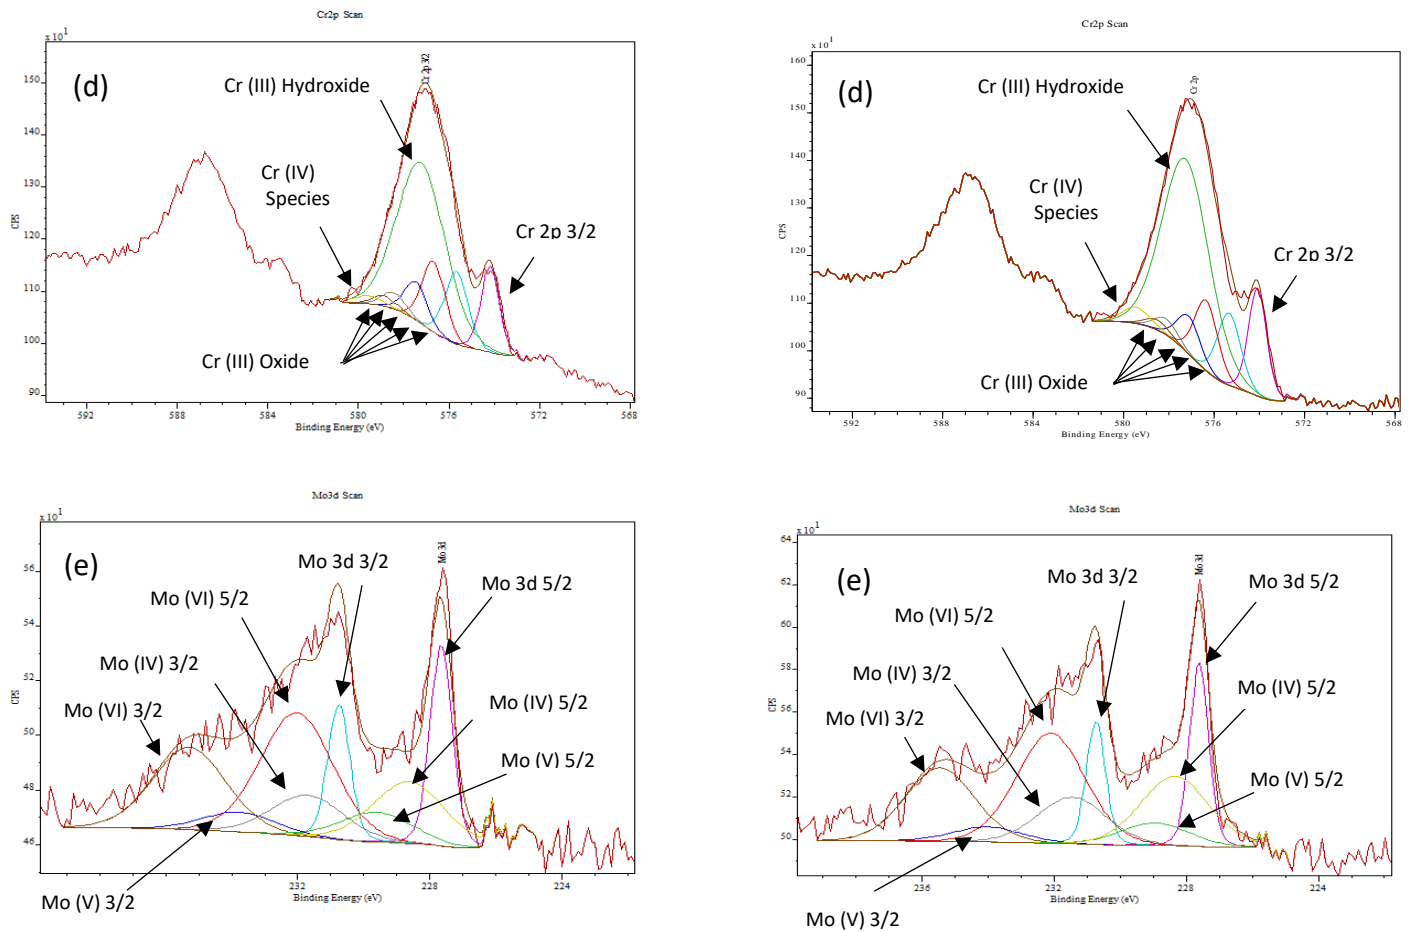 Cr2p Scan
x 10^1
(d)
Cr (III) Hydroxide
Cr 2p 3/2
Cr (IV)
Species
Cr 2p 3/2
Cr (III) Oxide
150
140
130
120
110
100
90
CPS
592
588
584
580
576
572
568
Binding Energy (eV)
Cr2p Scan
x 10^1
(d)
Cr (III) Hydroxide
Cr 2p
Cr (IV)
Species
Cr 2p 3/2
Cr (III) Oxide
160
150
140
130
120
110
100
90
CPS
592
588
584
580
576
572
568
Binding Energy (eV)
Mo3d Scan
x 10^1
(e)
Mo 3d 3/2
Mo 3d
Mo 3d 5/2
Mo (VI) 5/2
Mo (IV) 3/2
Mo (VI) 3/2
Mo (IV) 5/2
Mo (V) 5/2
Mo (V) 3/2
56
54
52
50
48
46
CPS
232
228
224
Binding Energy (eV)
Mo3d Scan
x 10^1
(e)
Mo 3d 3/2
Mo 3d
Mo 3d 5/2
Mo (VI) 5/2
Mo (IV) 3/2
Mo (VI) 3/2
Mo (IV) 5/2
Mo (V) 5/2
Mo (V) 3/2
64
62
60
58
56
54
52
50
CPS
236
232
228
224
Binding Energy (eV)